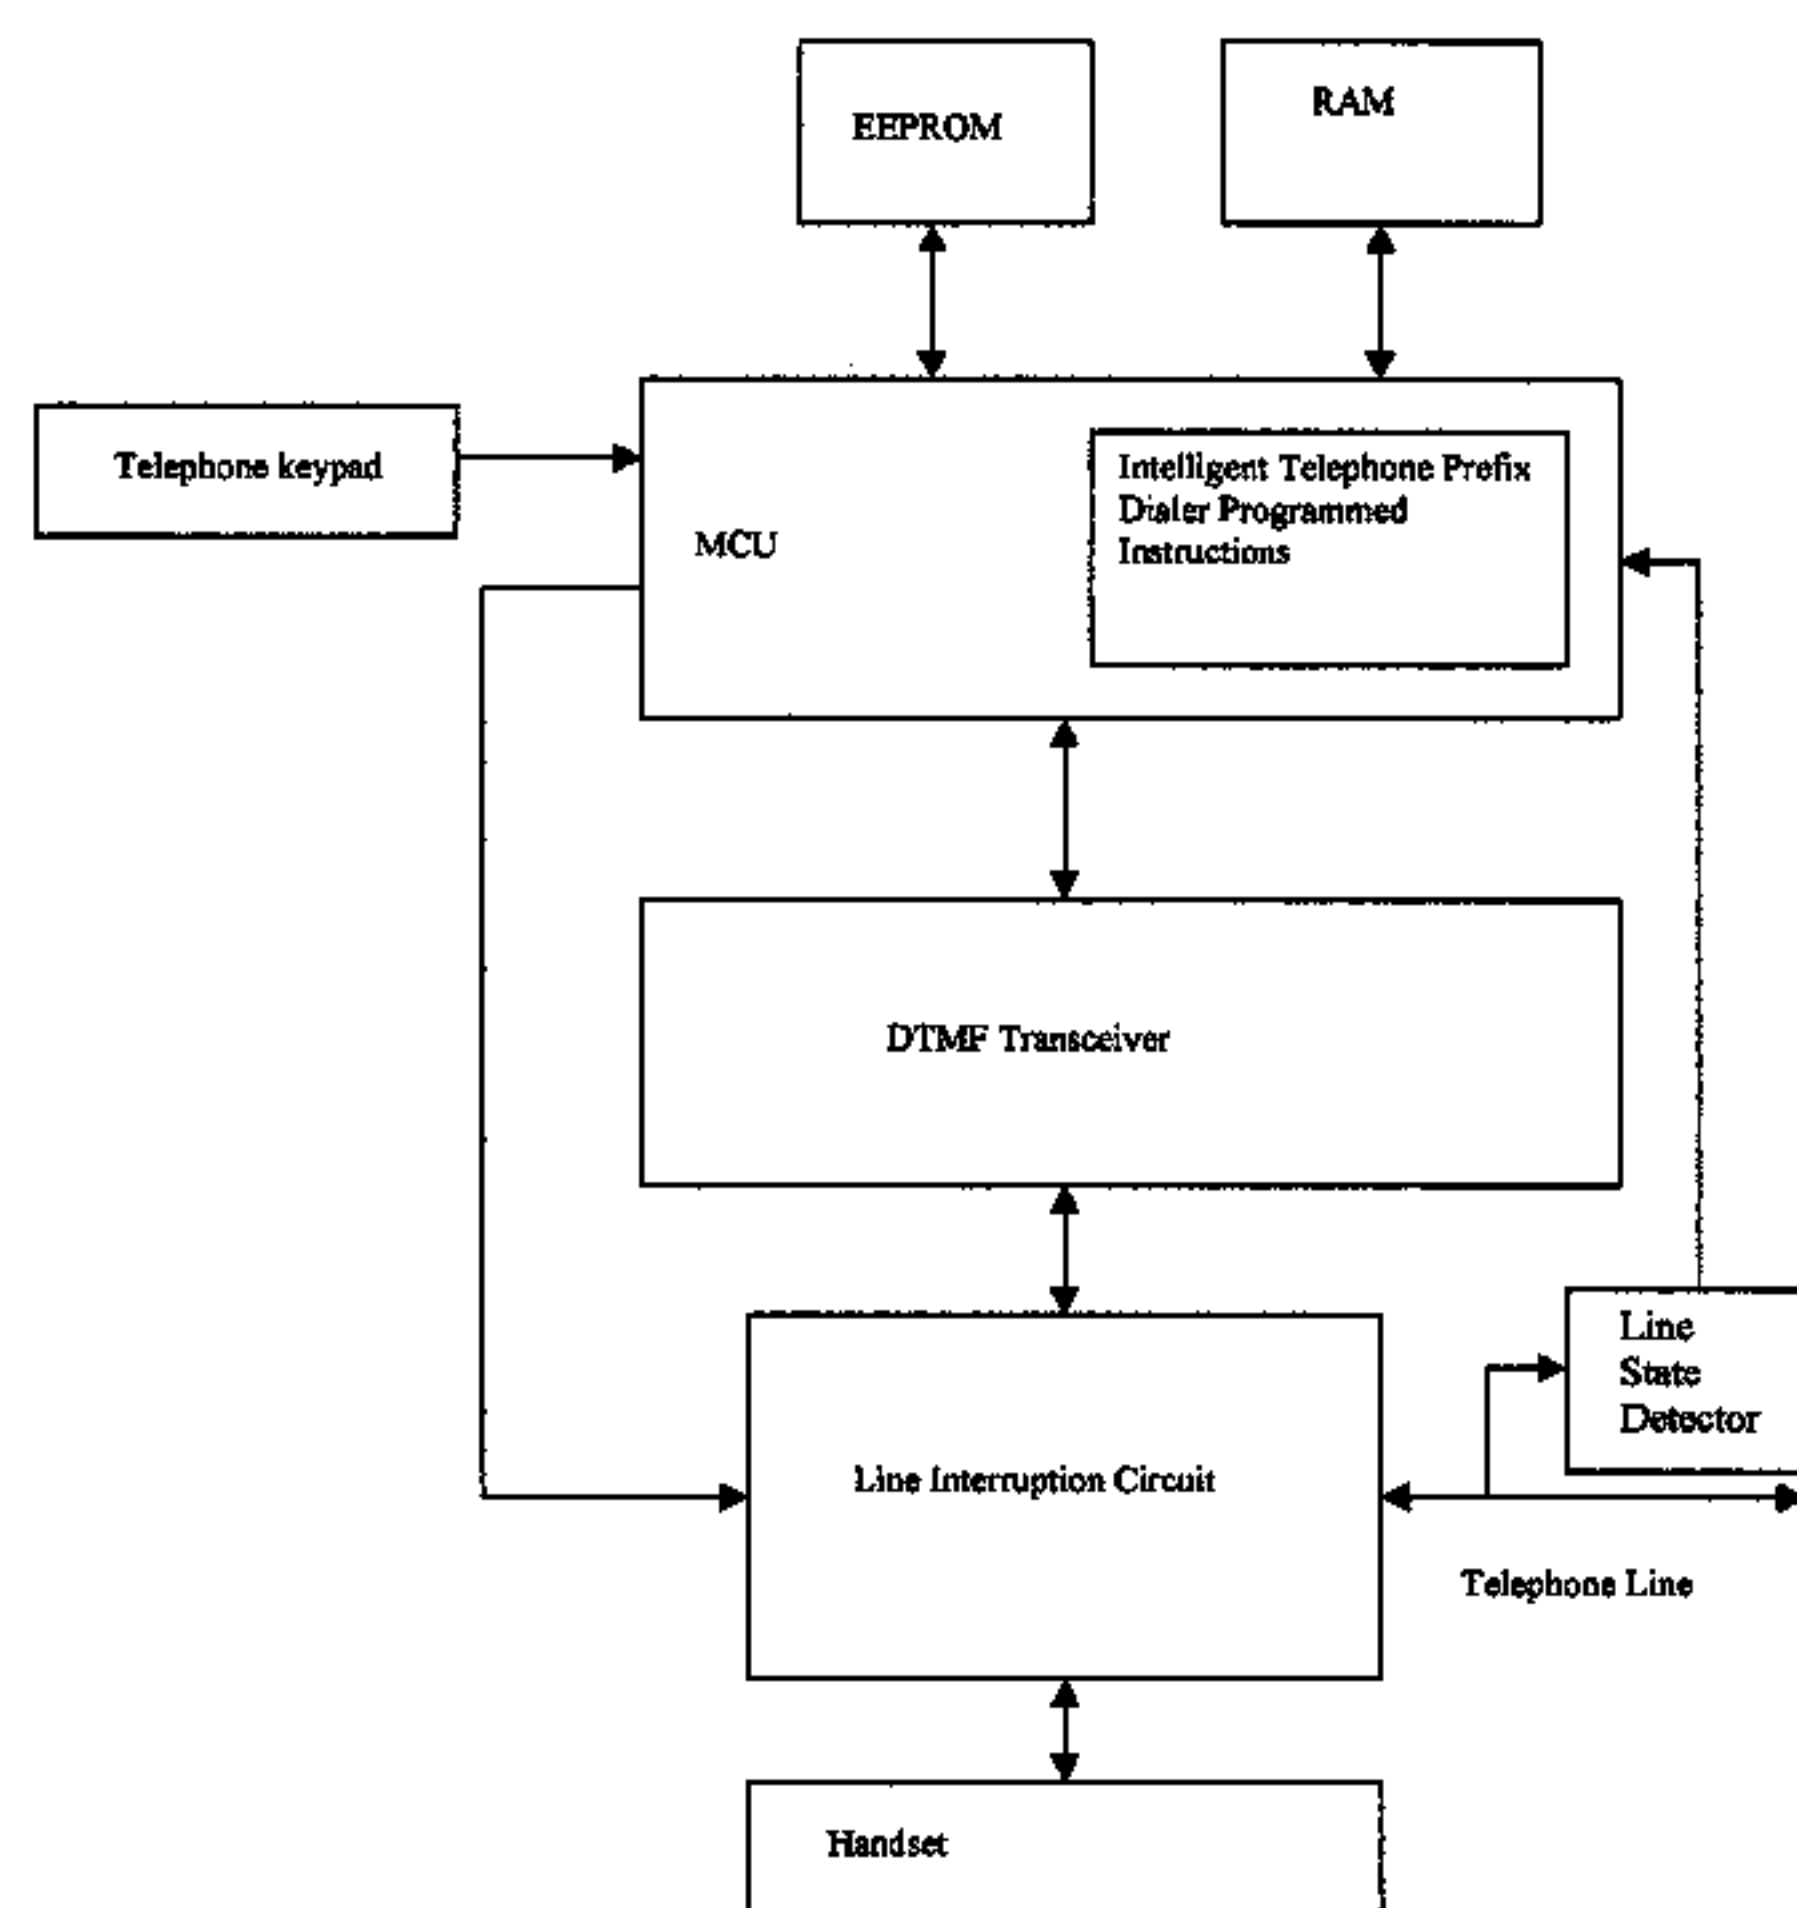 EEPROM
RAM
Telephone keypad
MCU
Intelligent Telephone Prefix
Dialer Programmed
Instructions
DTMF Transceiver
Line
State
Detector
Line Interruption Circuit
Telephone Line
Handset